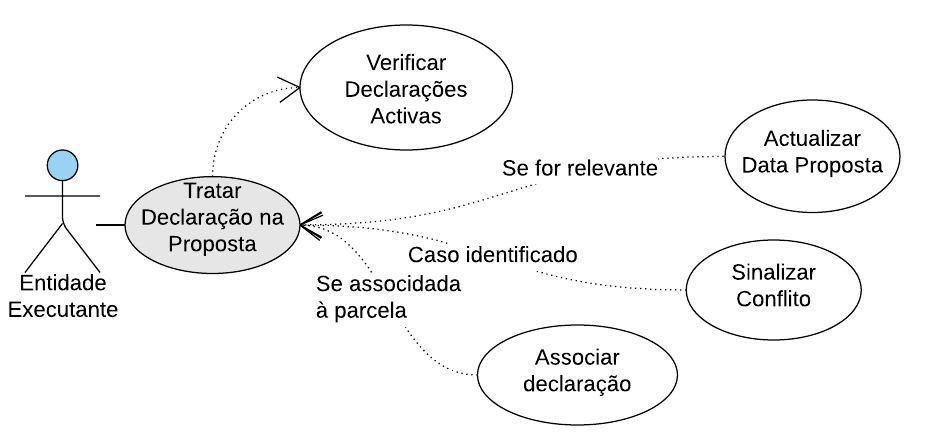 Verificar
Declarações
Activas
Actualizar
Data Proposta
Se for relevante
Tratar
Declaração na
Proposta
Caso identificado
Sinalizar
Conflito
Entidade
Executante
Se associdada
à parcela
Associar
declaração